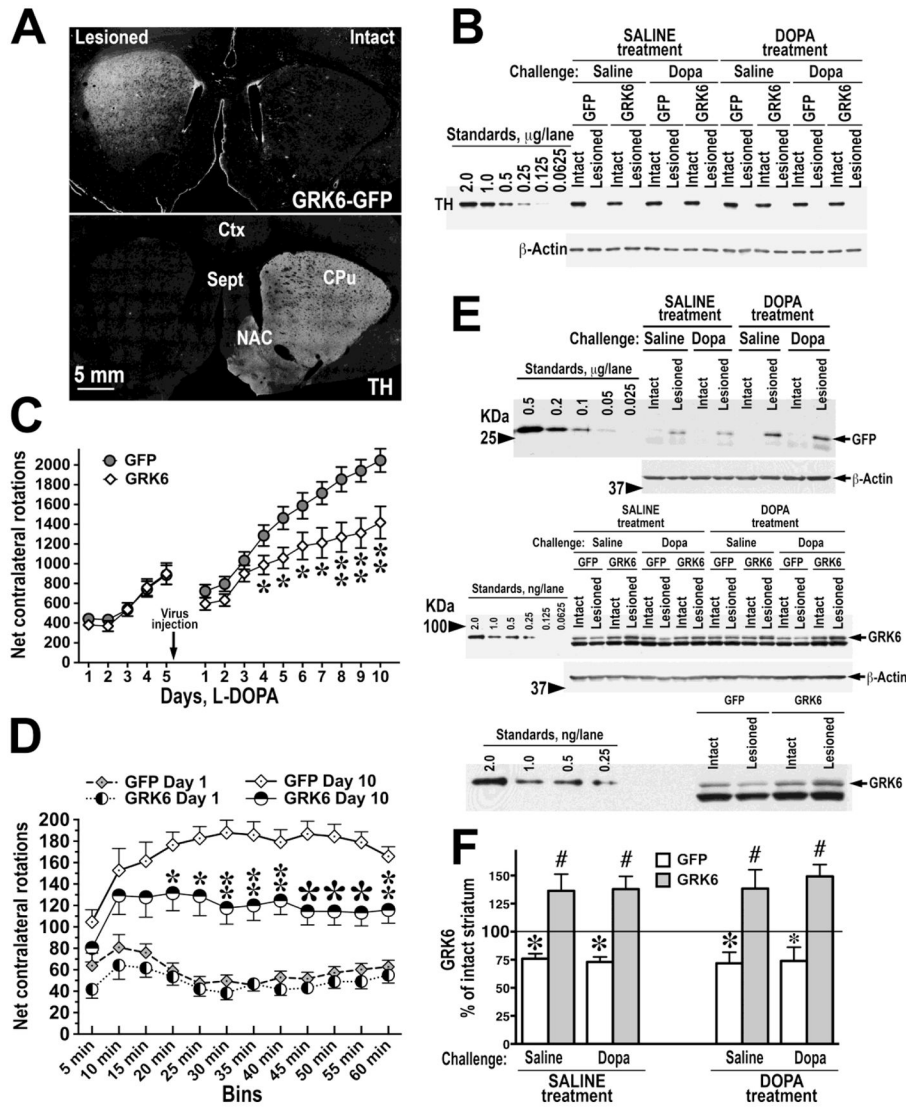 A
Lesioned Intact
GRK6-GFP
Ctx
Sept CPu
NAC
5 mm TH
B
SALINE treatment DOPA treatment
Challenge: Saline Dopa Saline Dopa
GFP GRK6 GFP GRK6 GFP GRK6 GFP GRK6
Standards, μg/lane
2.0 1.0 0.5 0.25 0.125 0.0625
Intact Lesioned Intact Lesioned Intact Lesioned Intact Lesioned Intact Lesioned Intact Lesioned Intact Lesioned Intact Lesioned
TH
β-Actin
C
GFP
GRK6
Net contralateral rotations
2000
1800
1600
1400
1200
1000
800
600
400
200
0
Virus
injection
* * * * * * *
* * *
1 2 3 4 5 1 2 3 4 5 6 7 8 9 10
Days, L-DOPA
D
GFP Day 1 GFP Day 10
GRK6 Day 1 GRK6 Day 10
Net contralateral rotations
200
180
160
140
120
100
80
60
40
20
0
* * * * * * * * *
* * * *
5 min 10 min 15 min 20 min 25 min 30 min 35 min 40 min 45 min 50 min 55 min 60 min
Bins
E
SALINE treatment DOPA treatment
Challenge: Saline Dopa Saline Dopa
Standards, μg/lane
0.5 0.2 0.1 0.05 0.025
Intact Lesioned Intact Lesioned Intact Lesioned Intact Lesioned
KDa
25 GFP
37 β-Actin
SALINE treatment DOPA treatment
Challenge: Saline Dopa Saline Dopa
GFP GRK6 GFP GRK6 GFP GRK6 GFP GRK6
Standards, ng/lane
2.0 1.0 0.5 0.25 0.125 0.0625
Intact Lesioned Intact Lesioned Intact Lesioned Intact Lesioned Intact Lesioned Intact Lesioned Intact Lesioned Intact Lesioned
KDa
100 GRK6
37 β-Actin
GFP GRK6
Standards, ng/lane
2.0 1.0 0.5 0.25
Intact Lesioned Intact Lesioned
GRK6
F
GFP
GRK6
GRK6
% of intact striatum
150
125
100
75
50
25
0
# # # #
* * * *
Challenge: Saline Dopa Saline Dopa
SALINE treatment DOPA treatment